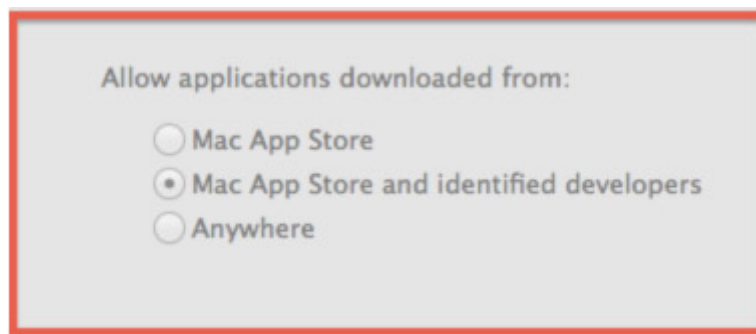 Allow applications downloaded from:
Mac App Store
Mac App Store and identified developers
Anywhere